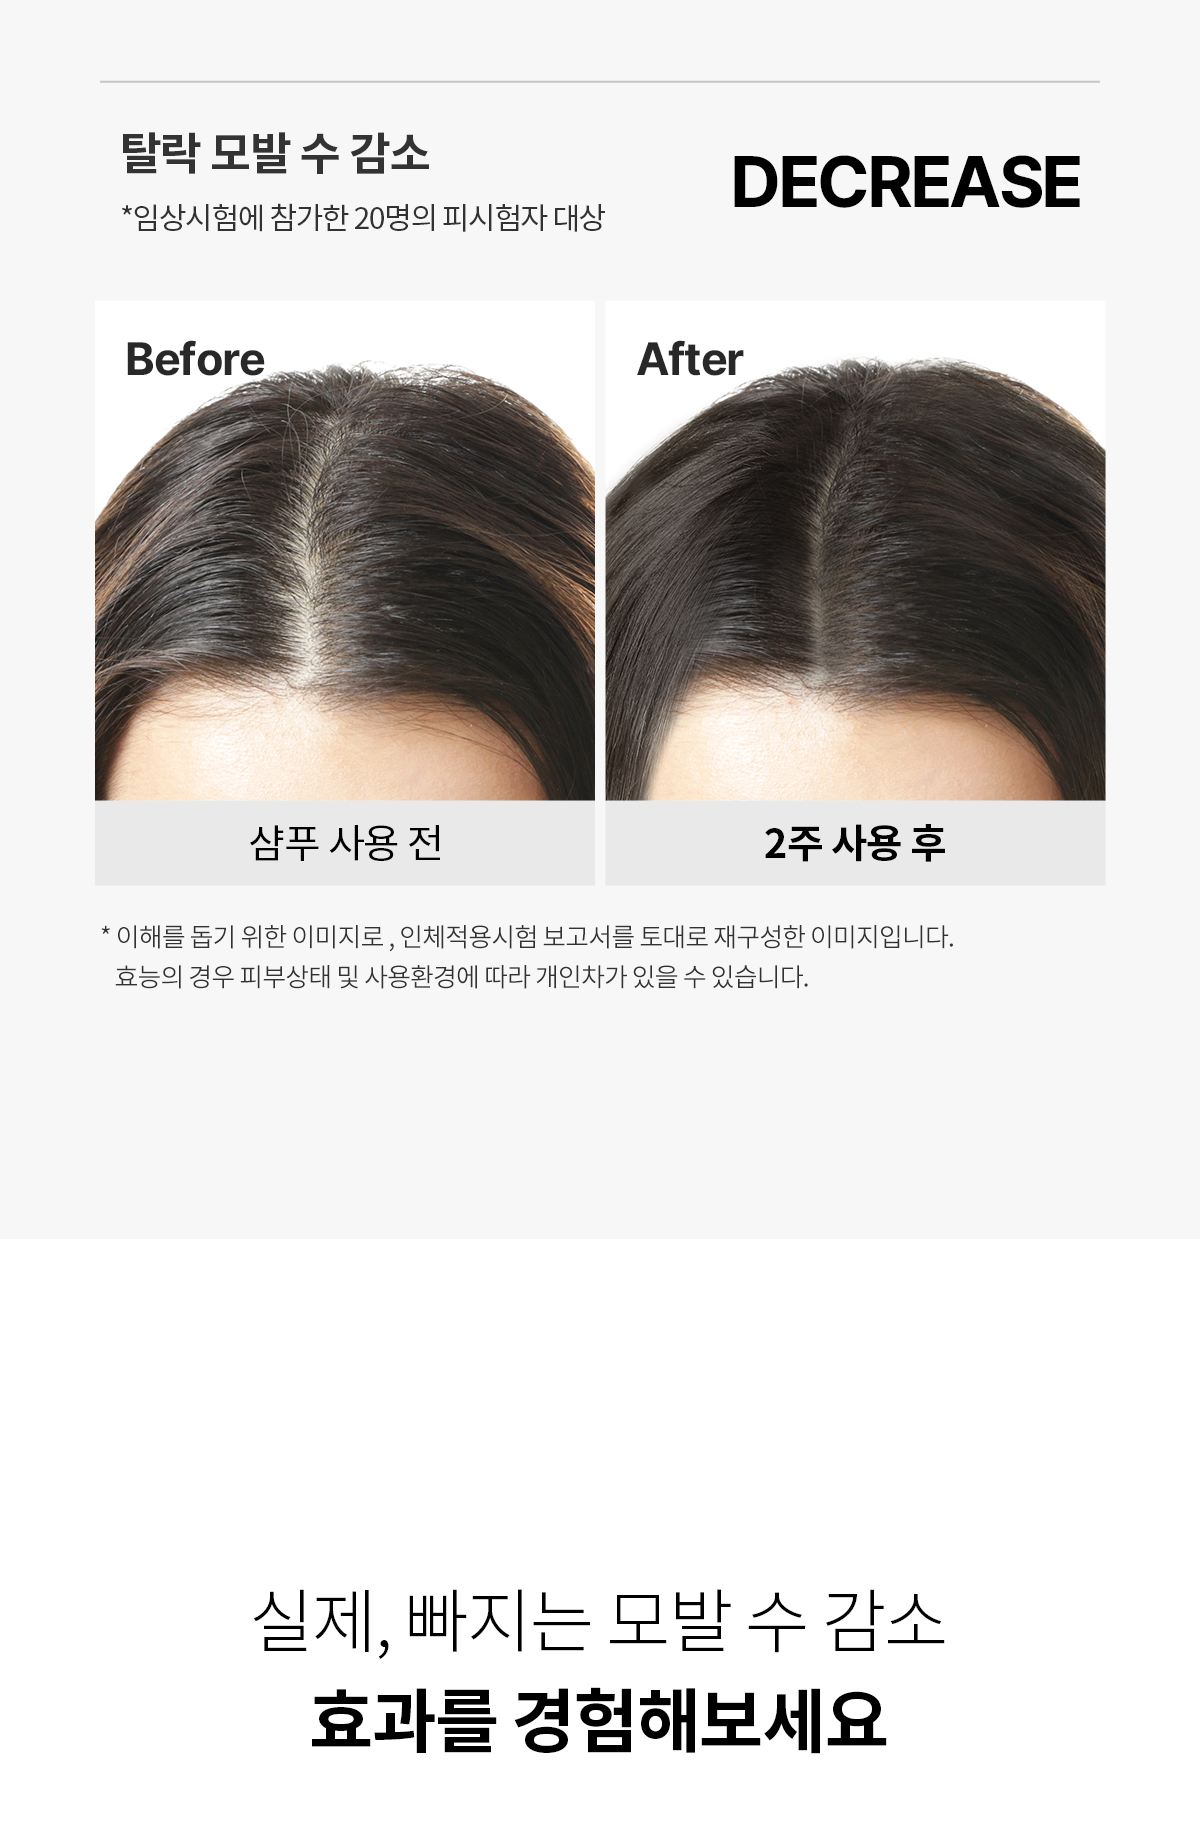 탈락 모발 수 감소
*임상시험에 참가한 20명의 피시험자 대상
DECREASE
Before
After
샴푸 사용 전
2주 사용 후
* 이해를 돕기 위한 이미지로 , 인체적용시험 보고서를 토대로 재구성한 이미지입니다.
효능의 경우 피부상태 및 사용환경에 따라 개인차가 있을 수 있습니다.
실제, 빠지는 모발 수 감소
효과를 경험해보세요